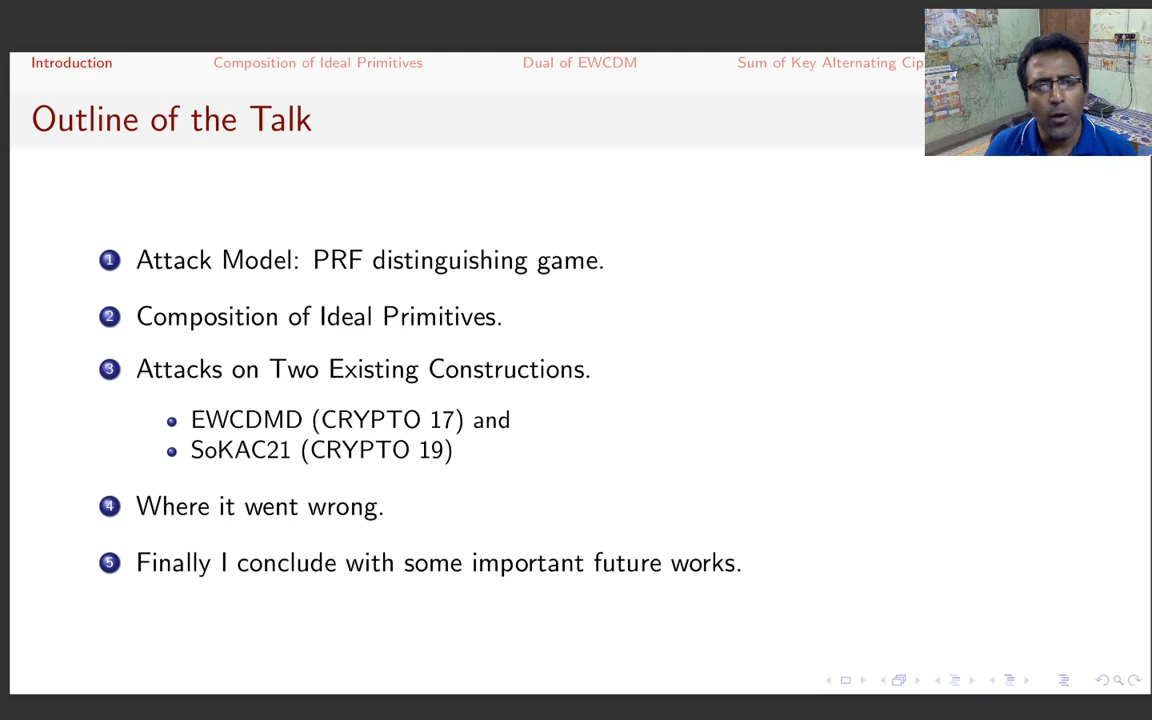 Introduction Composition of Ideal Primitives Dual of EWCDM Sum of Key Alternating Cip
Outline of the Talk
1 Attack Model: PRF distinguishing game.
2 Composition of Ideal Primitives.
3 Attacks on Two Existing Constructions.
EWCDMD (CRYPTO 17) and
SoKAC21 (CRYPTO 19)
4 Where it went wrong.
5 Finally I conclude with some important future works.